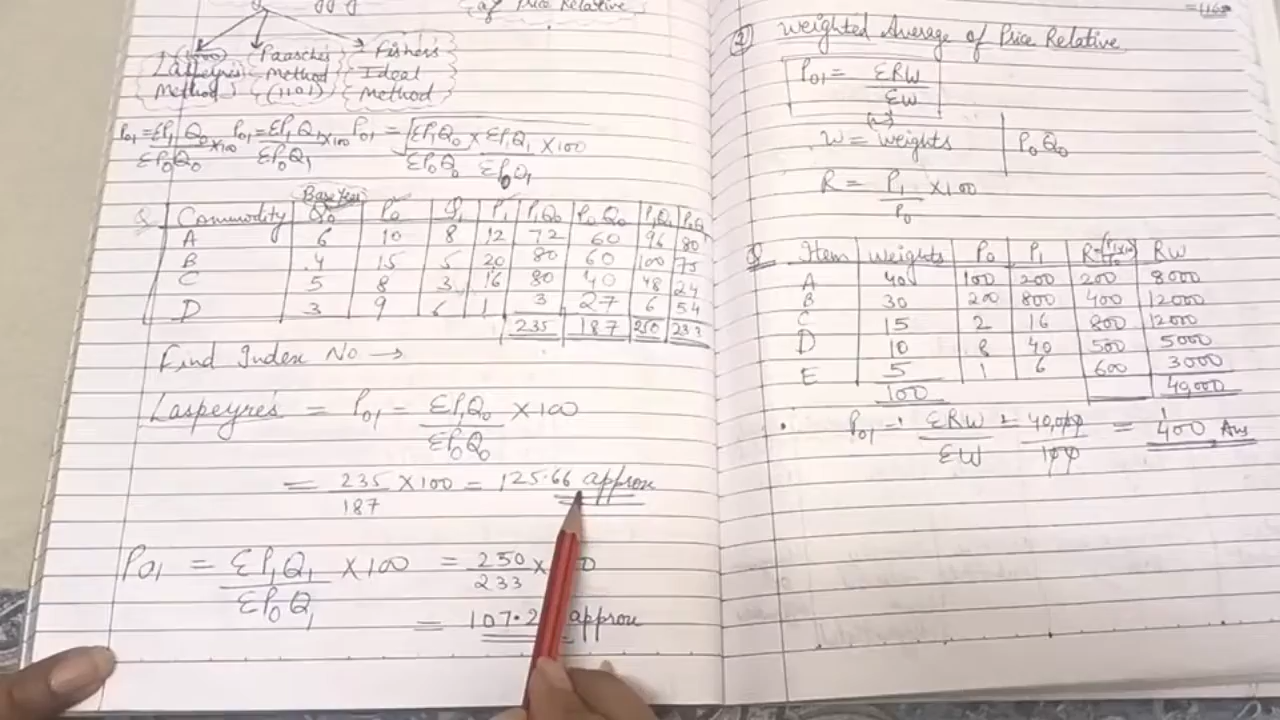 of Price Relative
Laspeyre's Paasche's Fisher's
Method Method Ideal
(1101) Method
P01 = ΣP1Q0/ΣP0Q0 ×100 P01 = ΣP1Q1/ΣP0Q1 ×100 P01 = √ΣP1Q0/ΣP0Q0 × ΣP1Q1/ΣP0Q1 ×100
Base Year
Q Commodity Q0 P0 Q1 P1 P1Q0 P0Q0 P1Q1 P0Q1
A 6 10 8 12 72 60 96 80
B 4 15 5 20 80 60 100 75
C 5 8 3 16 80 40 48 24
D 3 9 6 1 3 27 6 54
235 187 250 233
Find Index No →
Laspeyre's = P01 = ΣP1Q0/ΣP0Q0 ×100
= 235/187 ×100 = 125.66 approx
P01 = ΣP1Q1/ΣP0Q1 ×100 = 250/233 ×
= 107.2 approx
② Weighted Average of Price Relative
P01 = ΣRW/ΣW
W = Weights P0Q0
R = P1/P0 ×100
Q Item Weights P0 P1 R=(P1/P0×100) RW
A 40 100 200 200 8000
B 30 200 800 400 12000
C 15 2 16 800 12000
D 10 8 40 500 5000
E 5 1 6 600 3000
100 40000
P01 = ΣRW/ΣW = 40,000/100 = 400 Ans